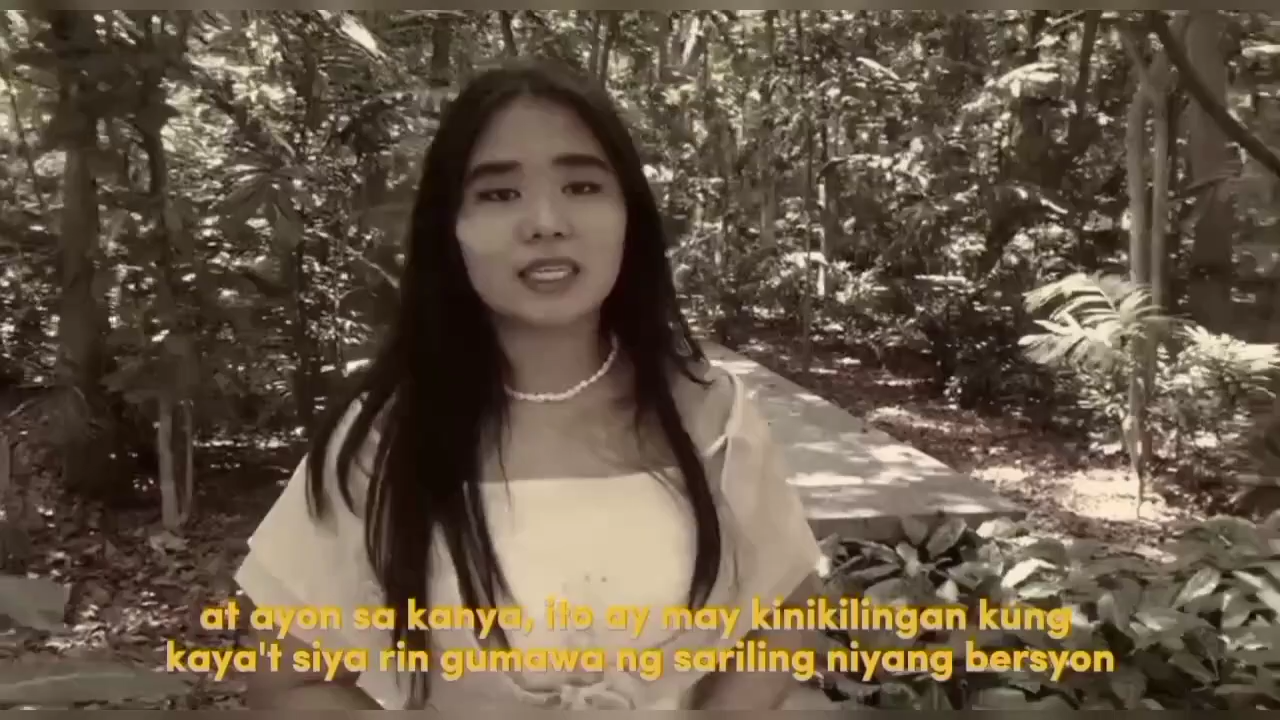 at ayon sa kanya, ito ay may kinikilingan kung
kaya't siya rin gumawa ng sariling niyang bersyon